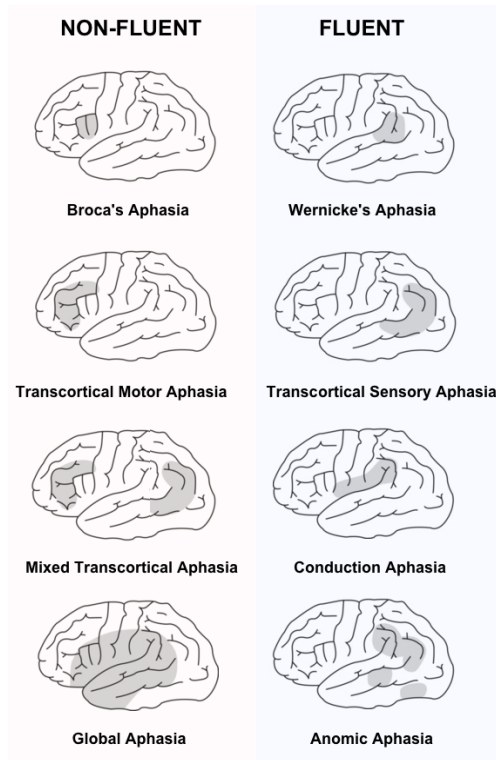 NON-FLUENT
FLUENT
Broca's Aphasia
Wernicke's Aphasia
Transcortical Motor Aphasia
Transcortical Sensory Aphasia
Mixed Transcortical Aphasia
Conduction Aphasia
Global Aphasia
Anomic Aphasia